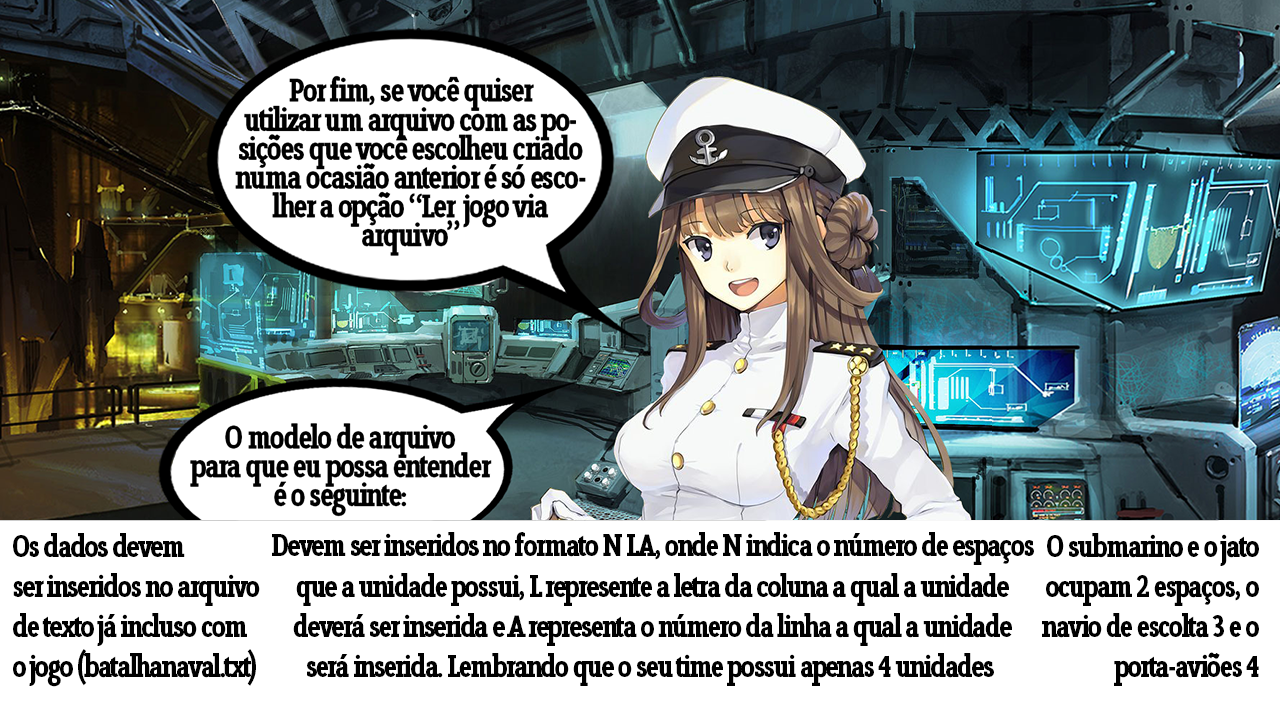 Por fim, se você quiser
utilizar um arquivo com as po-
sições que você escolheu criado
numa ocasião anterior é só esco-
lher a opção “Ler jogo via
arquivo”
O modelo de arquivo
para que eu possa entender
é o seguinte:
Os dados devem
ser inseridos no arquivo
de texto já incluso com
o jogo (batalhanaval.txt)
Devem ser inseridos no formato N LA, onde N indica o número de espaços
que a unidade possui, L represente a letra da coluna a qual a unidade
deverá ser inserida e A representa o número da linha a qual a unidade
será inserida. Lembrando que o seu time possui apenas 4 unidades
O submarino e o jato
ocupam 2 espaços, o
navio de escolta 3 e o
porta-aviões 4